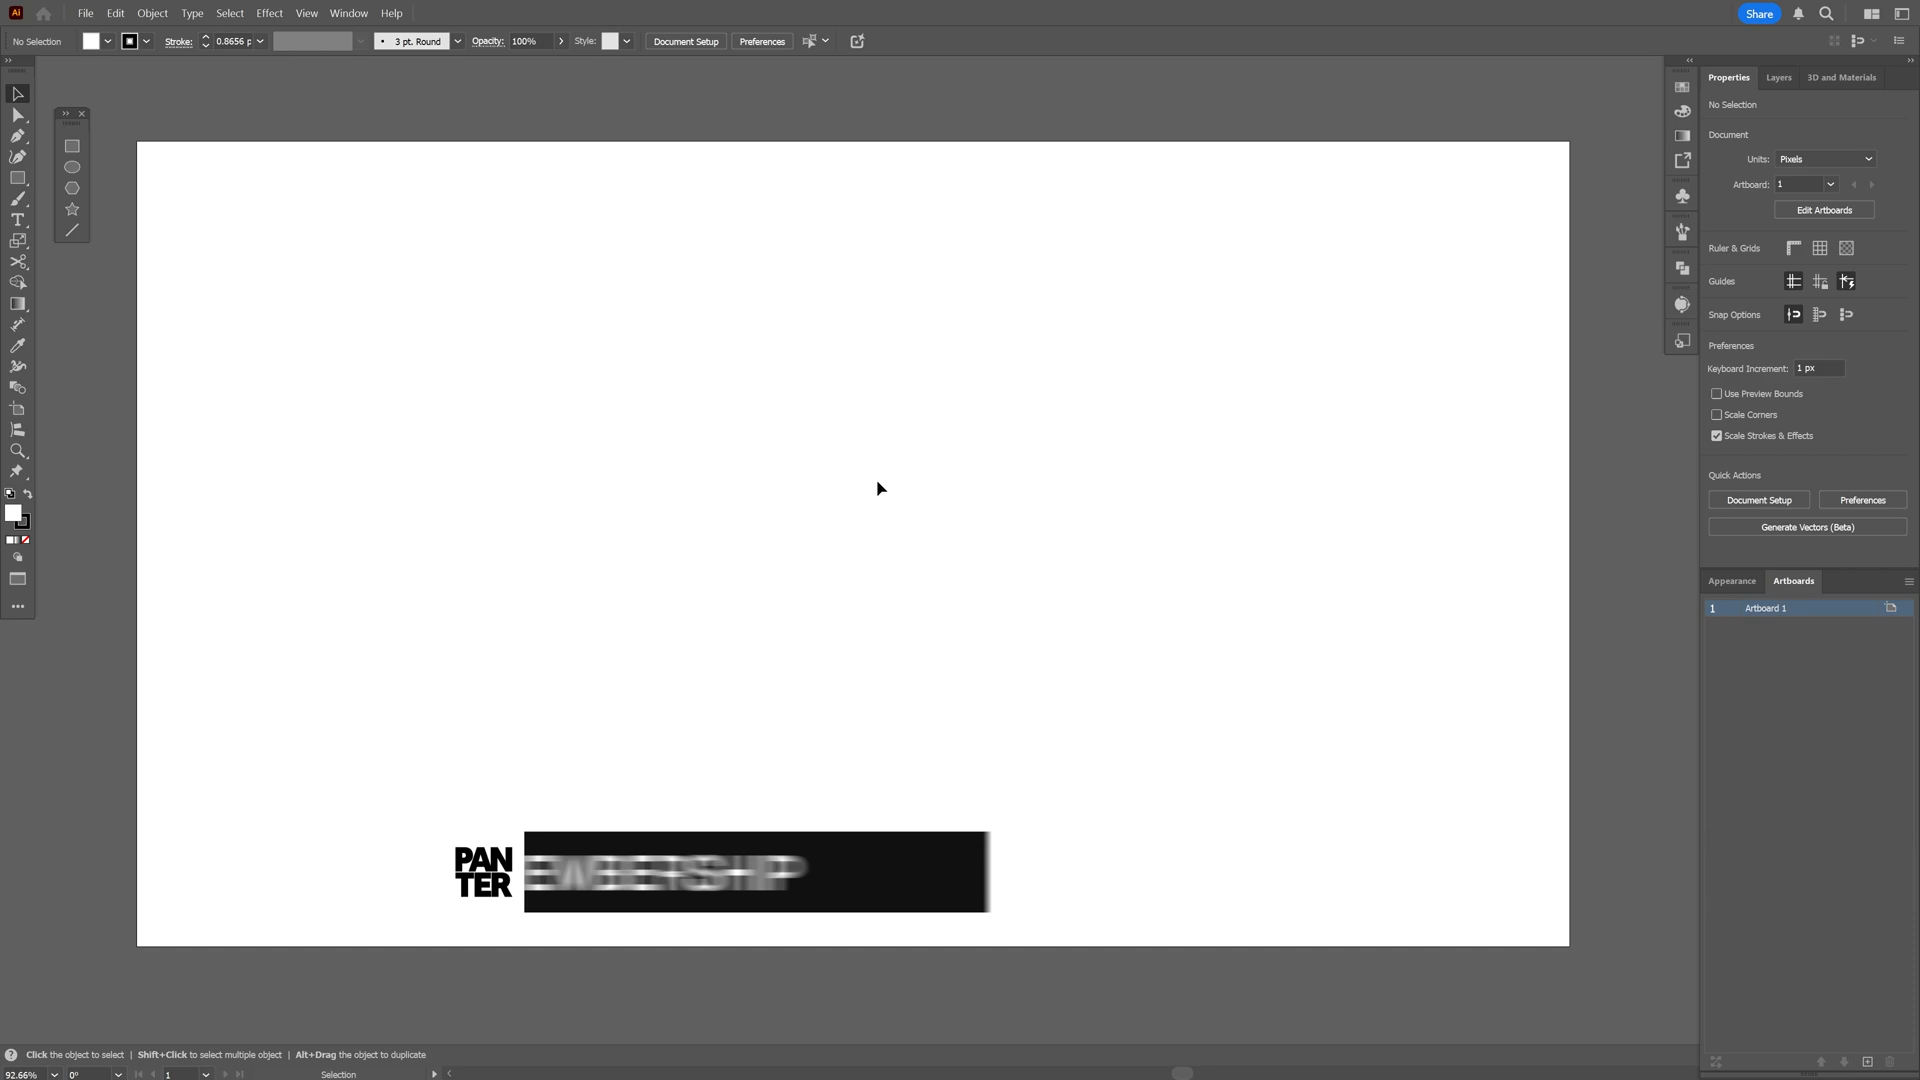 Ai File Edit Object Type Select Effect View Window Help Share
No Selection Stroke: 0.8656 p 3 pt. Round Opacity: 100% Style: Document Setup Preferences
Properties Layers 3D and Materials
No Selection
Document
Units: Pixels
Artboard: 1
Edit Artboards
Ruler & Grids
Guides
Snap Options
Preferences
Keyboard Increment: 1 px
Use Preview Bounds
Scale Corners
Scale Strokes & Effects
Quick Actions
Document Setup Preferences
Generate Vectors (Beta)
Appearance Artboards
1 Artboard 1
PAN
TER
Click the object to select | Shift+Click to select multiple object | Alt+Drag the object to duplicate
92.66% 0° 1 Selection